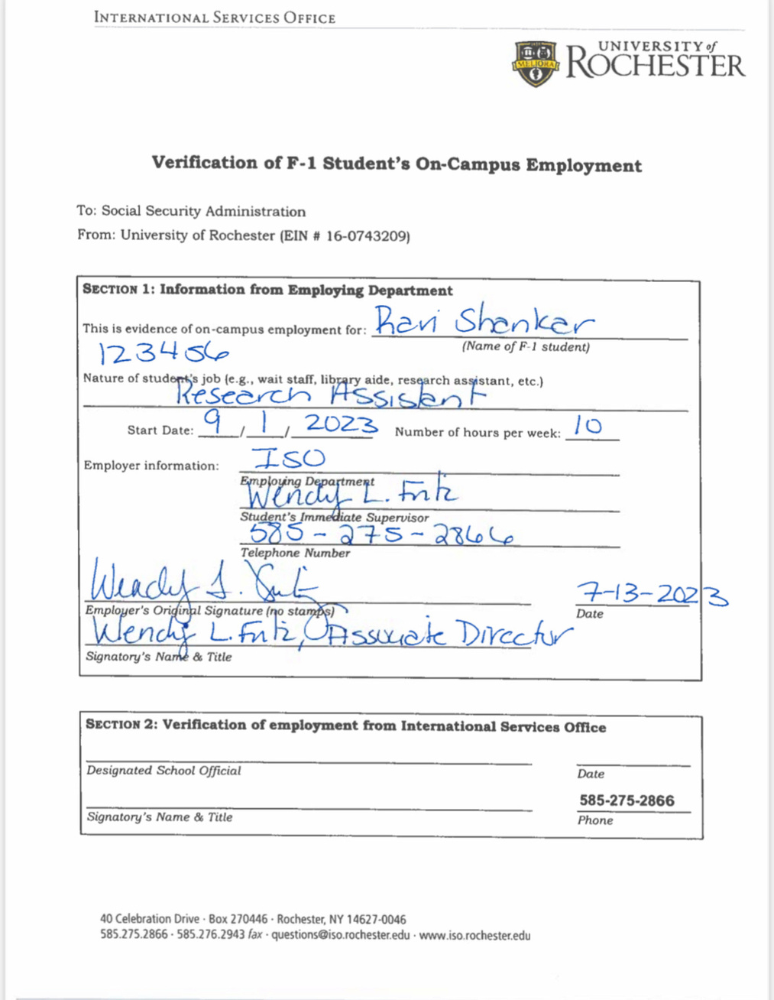 INTERNATIONAL SERVICES OFFICE
UNIVERSITY of
ROCHESTER
MELIORA
Verification of F-1 Student's On-Campus Employment
To: Social Security Administration
From: University of Rochester (EIN # 16-0743209)
SECTION 1: Information from Employing Department
This is evidence of on-campus employment for: Ravi Shanker
(Name of F-1 student)
123456
Nature of student's job (e.g., wait staff, library aide, research assistant, etc.)
Research Assistant
Start Date: 9 / 1 / 2023 Number of hours per week: 10
Employer information: ISO
Employing Department
Wendy L. Fritz
Student's Immediate Supervisor
585-275-2866
Telephone Number
Wendy L. Fritz 7-13-2023
Employer's Original Signature (no stamps) Date
Wendy L. Fritz, Associate Director
Signatory's Name & Title
SECTION 2: Verification of employment from International Services Office
Designated School Official Date
585-275-2866
Signatory's Name & Title Phone
40 Celebration Drive · Box 270446 · Rochester, NY 14627-0046
585.275.2866 · 585.276.2943 fax · questions@iso.rochester.edu · www.iso.rochester.edu